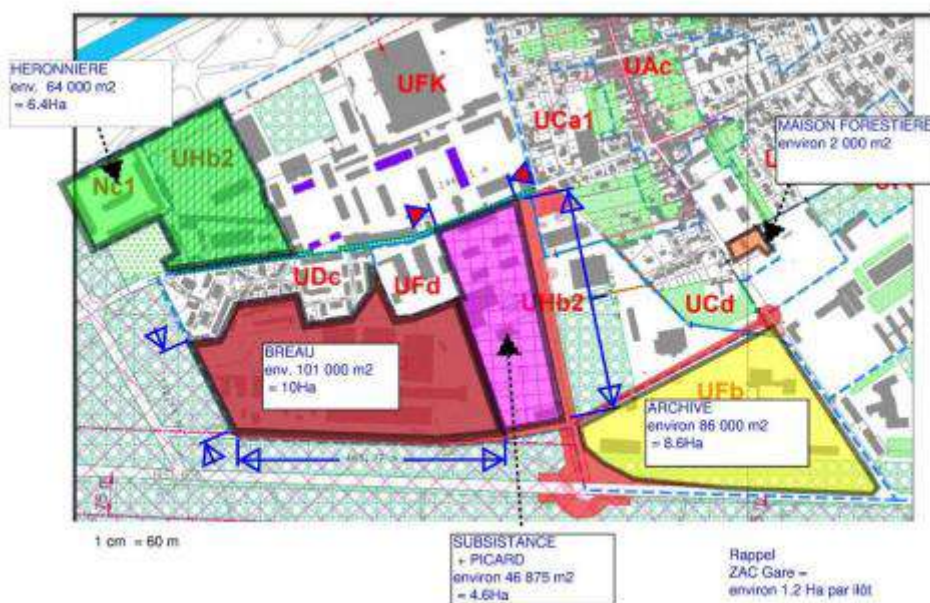 HERONNIERE
env. 64 000 m2
= 6.4Ha
UFK
UAc
UCa1
MAISON FORESTIERE
environ 2 000 m2
Nc1
UHb2
UDc
UFd
UHb2
UCd
BREAU
env. 101 000 m2
= 10Ha
UFb
ARCHIVE
environ 86 000 m2
= 8.6Ha
75
1 cm = 60 m
SUBSISTANCE
+ PICARD
environ 46 875 m2
= 4.6Ha
Rappel
ZAC Gare =
environ 1.2 Ha par îlôt